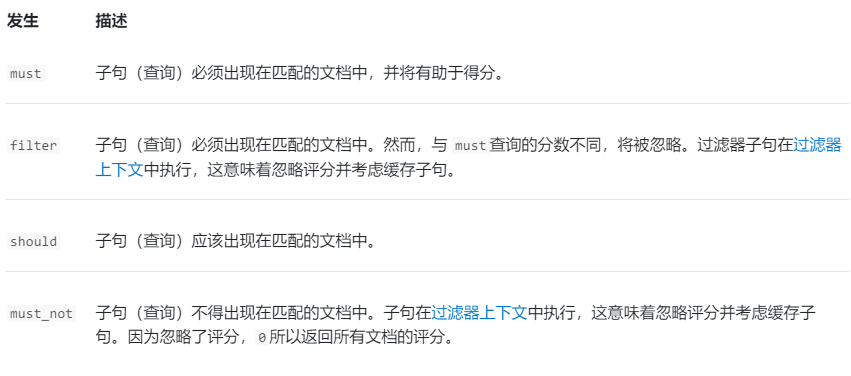 发生 描述
must 子句（查询）必须出现在匹配的文档中，并将有助于得分。
filter 子句（查询）必须出现在匹配的文档中。然而，与 must查询的分数不同，将被忽略。过滤器子句在过滤器
上下文中执行，这意味着忽略评分并考虑缓存子句。
should 子句（查询）应该出现在匹配的文档中。
must_not 子句（查询）不得出现在匹配的文档中。子句在过滤器上下文中执行，这意味着忽略评分并考虑缓存子
句。因为忽略了评分，0所以返回所有文档的评分。